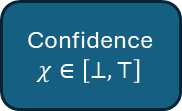 Confidence
χ ∈ [⊥, ⊤]